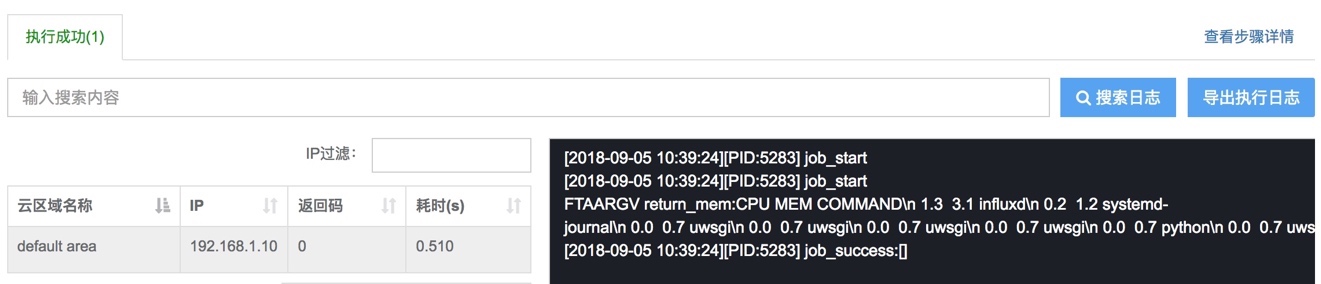 执行成功(1)
查看步骤详情
输入搜索内容
搜索日志
导出执行日志
IP过滤：
云区域名称 IP 返回码 耗时(s)
default area 192.168.1.10 0 0.510
[2018-09-05 10:39:24][PID:5283] job_start
[2018-09-05 10:39:24][PID:5283] job_start
FTAARGV return_mem:CPU MEM COMMAND\n 1.3  3.1 influxd\n 0.2  1.2 systemd-
journal\n 0.0  0.7 uwsgi\n 0.0  0.7 uwsgi\n 0.0  0.7 uwsgi\n 0.0  0.7 uwsgi\n 0.0  0.7 python\n 0.0  0.7 uws
[2018-09-05 10:39:24][PID:5283] job_success:[]